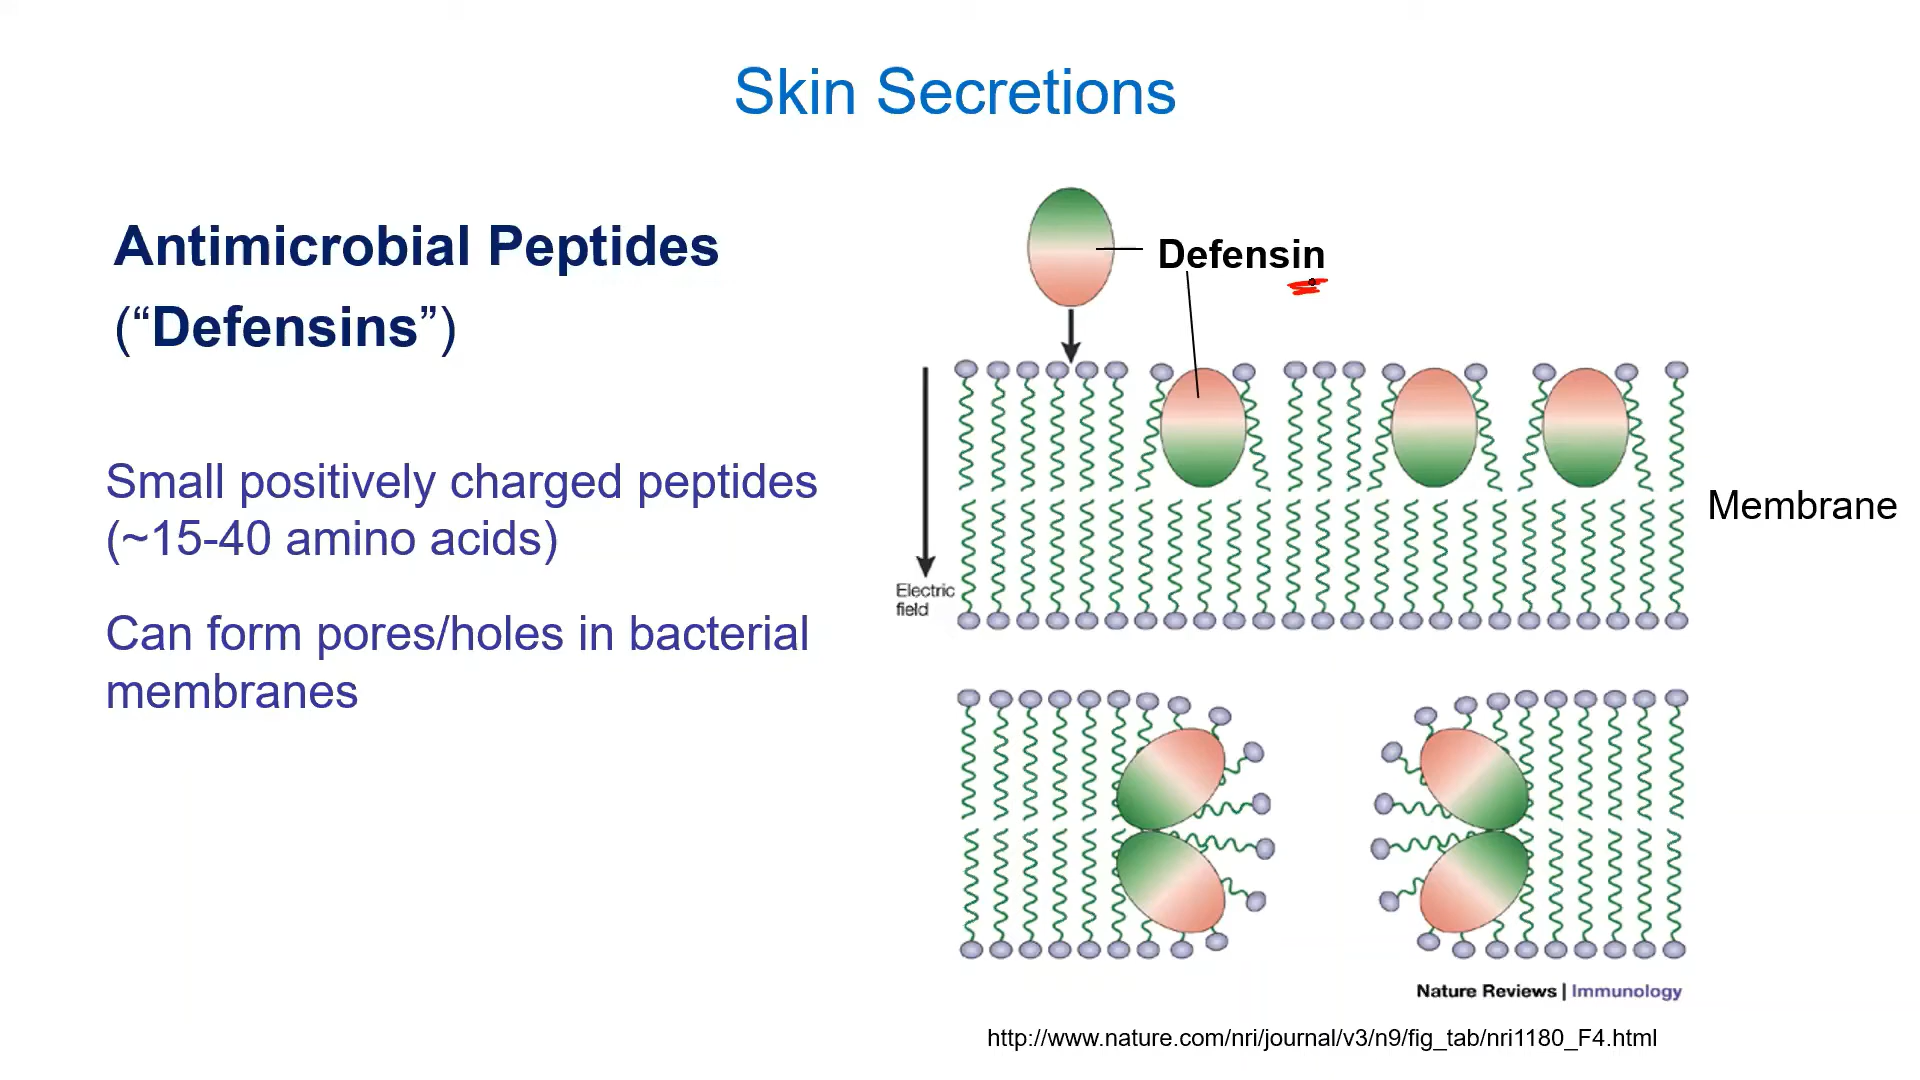 Skin Secretions
Antimicrobial Peptides
(“Defensins”)
Small positively charged peptides
(~15-40 amino acids)
Can form pores/holes in bacterial
membranes
Defensin
Electric
field
Membrane
Nature Reviews | Immunology
http://www.nature.com/nri/journal/v3/n9/fig_tab/nri1180_F4.html